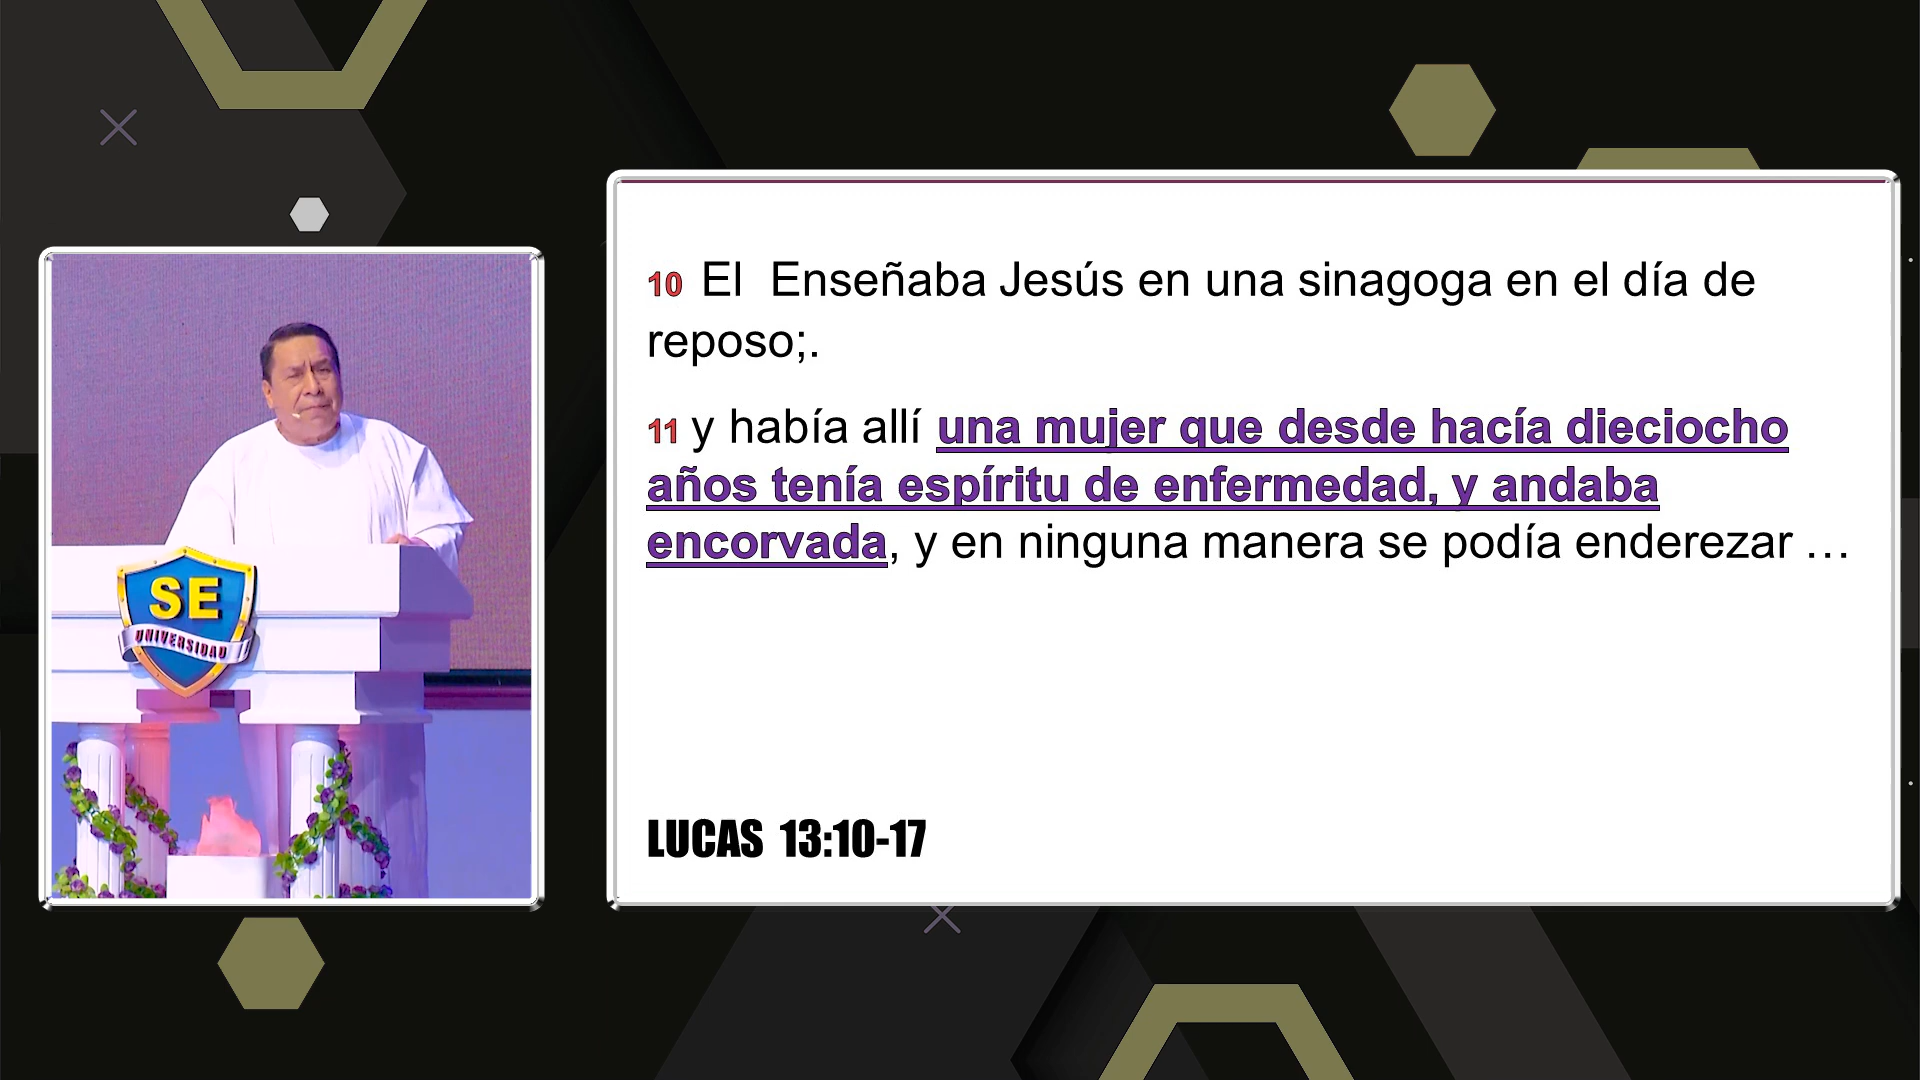 SE
UNIVERSIDAD
10 El  Enseñaba Jesús en una sinagoga en el día de
reposo;.
11 y había allí una mujer que desde hacía dieciocho
años tenía espíritu de enfermedad, y andaba
encorvada, y en ninguna manera se podía enderezar …
LUCAS  13:10-17